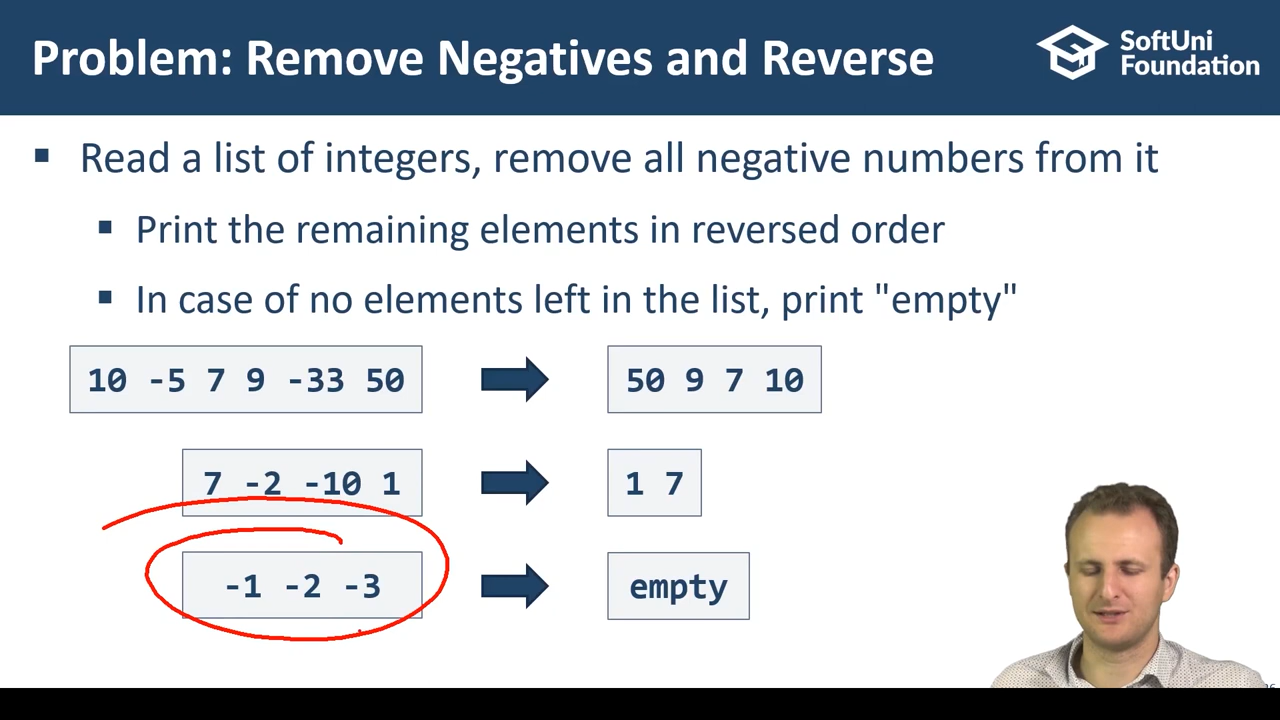 Problem: Remove Negatives and Reverse
SoftUni
Foundation
Read a list of integers, remove all negative numbers from it
Print the remaining elements in reversed order
In case of no elements left in the list, print "empty"
10 -5 7 9 -33 50
50 9 7 10
7 -2 -10 1
1 7
-1 -2 -3
empty